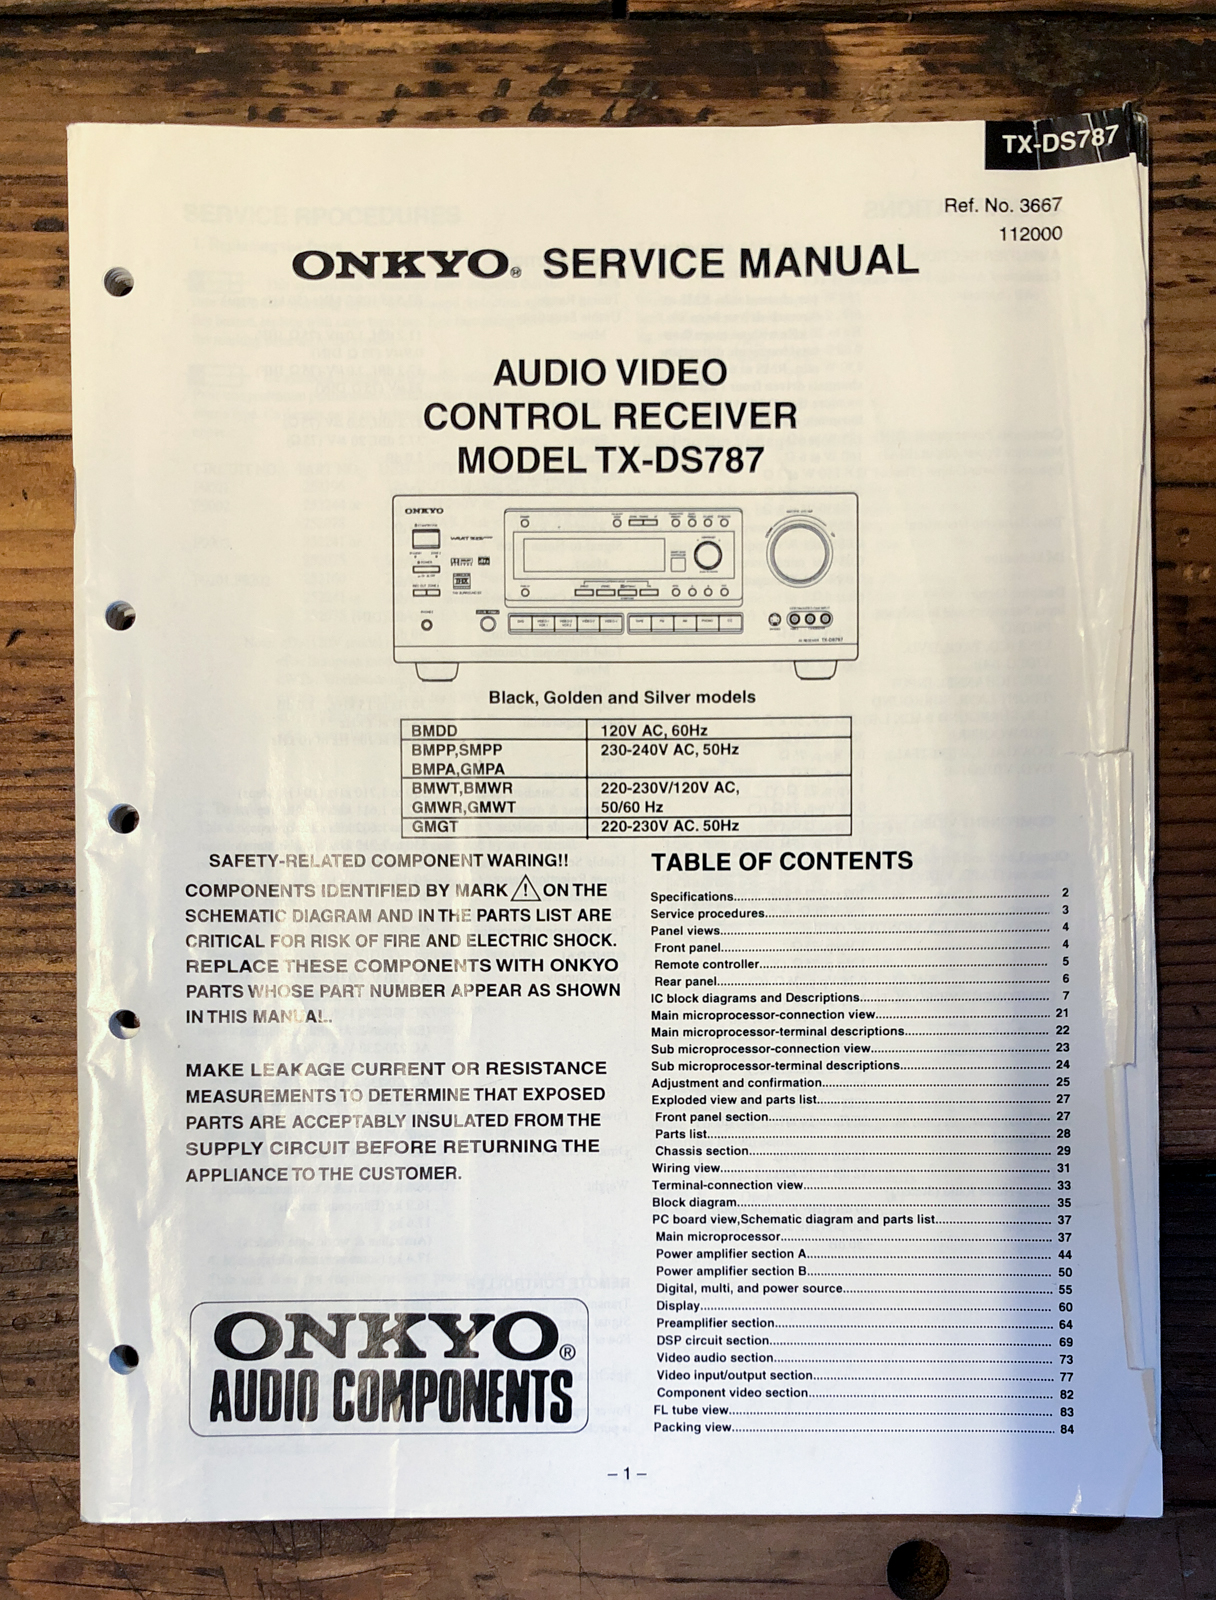 TX-DS787
Ref. No. 3667
112000
ONKYO® SERVICE MANUAL
AUDIO VIDEO
CONTROL RECEIVER
MODEL TX-DS787
ONKYO
Black, Golden and Silver models
BMDD 120V AC, 60Hz
BMPP,SMPP 230-240V AC, 50Hz
BMPA,GMPA
BMWT,BMWR 220-230V/120V AC,
GMWR,GMWT 50/60 Hz
GMGT 220-230V AC. 50Hz
SAFETY-RELATED COMPONENT WARING!!
COMPONENTS IDENTIFIED BY MARK ⚠ ON THE
SCHEMATIC DIAGRAM AND IN THE PARTS LIST ARE
CRITICAL FOR RISK OF FIRE AND ELECTRIC SHOCK.
REPLACE THESE COMPONENTS WITH ONKYO
PARTS WHOSE PART NUMBER APPEAR AS SHOWN
IN THIS MANUAL.
MAKE LEAKAGE CURRENT OR RESISTANCE
MEASUREMENTS TO DETERMINE THAT EXPOSED
PARTS ARE ACCEPTABLY INSULATED FROM THE
SUPPLY CIRCUIT BEFORE RETURNING THE
APPLIANCE TO THE CUSTOMER.
ONKYO®
AUDIO COMPONENTS
TABLE OF CONTENTS
Specifications.......... 2
Service procedures.......... 3
Panel views.......... 4
Front panel.......... 4
Remote controller.......... 5
Rear panel.......... 6
IC block diagrams and Descriptions.......... 7
Main microprocessor-connection view.......... 21
Main microprocessor-terminal descriptions.......... 22
Sub microprocessor-connection view.......... 23
Sub microprocessor-terminal descriptions.......... 24
Adjustment and confirmation.......... 25
Exploded view and parts list.......... 27
Front panel section.......... 27
Parts list.......... 28
Chassis section.......... 29
Wiring view.......... 31
Terminal-connection view.......... 33
Block diagram.......... 35
PC board view,Schematic diagram and parts list.......... 37
Main microprocessor.......... 37
Power amplifier section A.......... 44
Power amplifier section B.......... 50
Digital, multi, and power source.......... 55
Display.......... 60
Preamplifier section.......... 64
DSP circuit section.......... 69
Video audio section.......... 73
Video input/output section.......... 77
Component video section.......... 82
FL tube view.......... 83
Packing view.......... 84
– 1 –